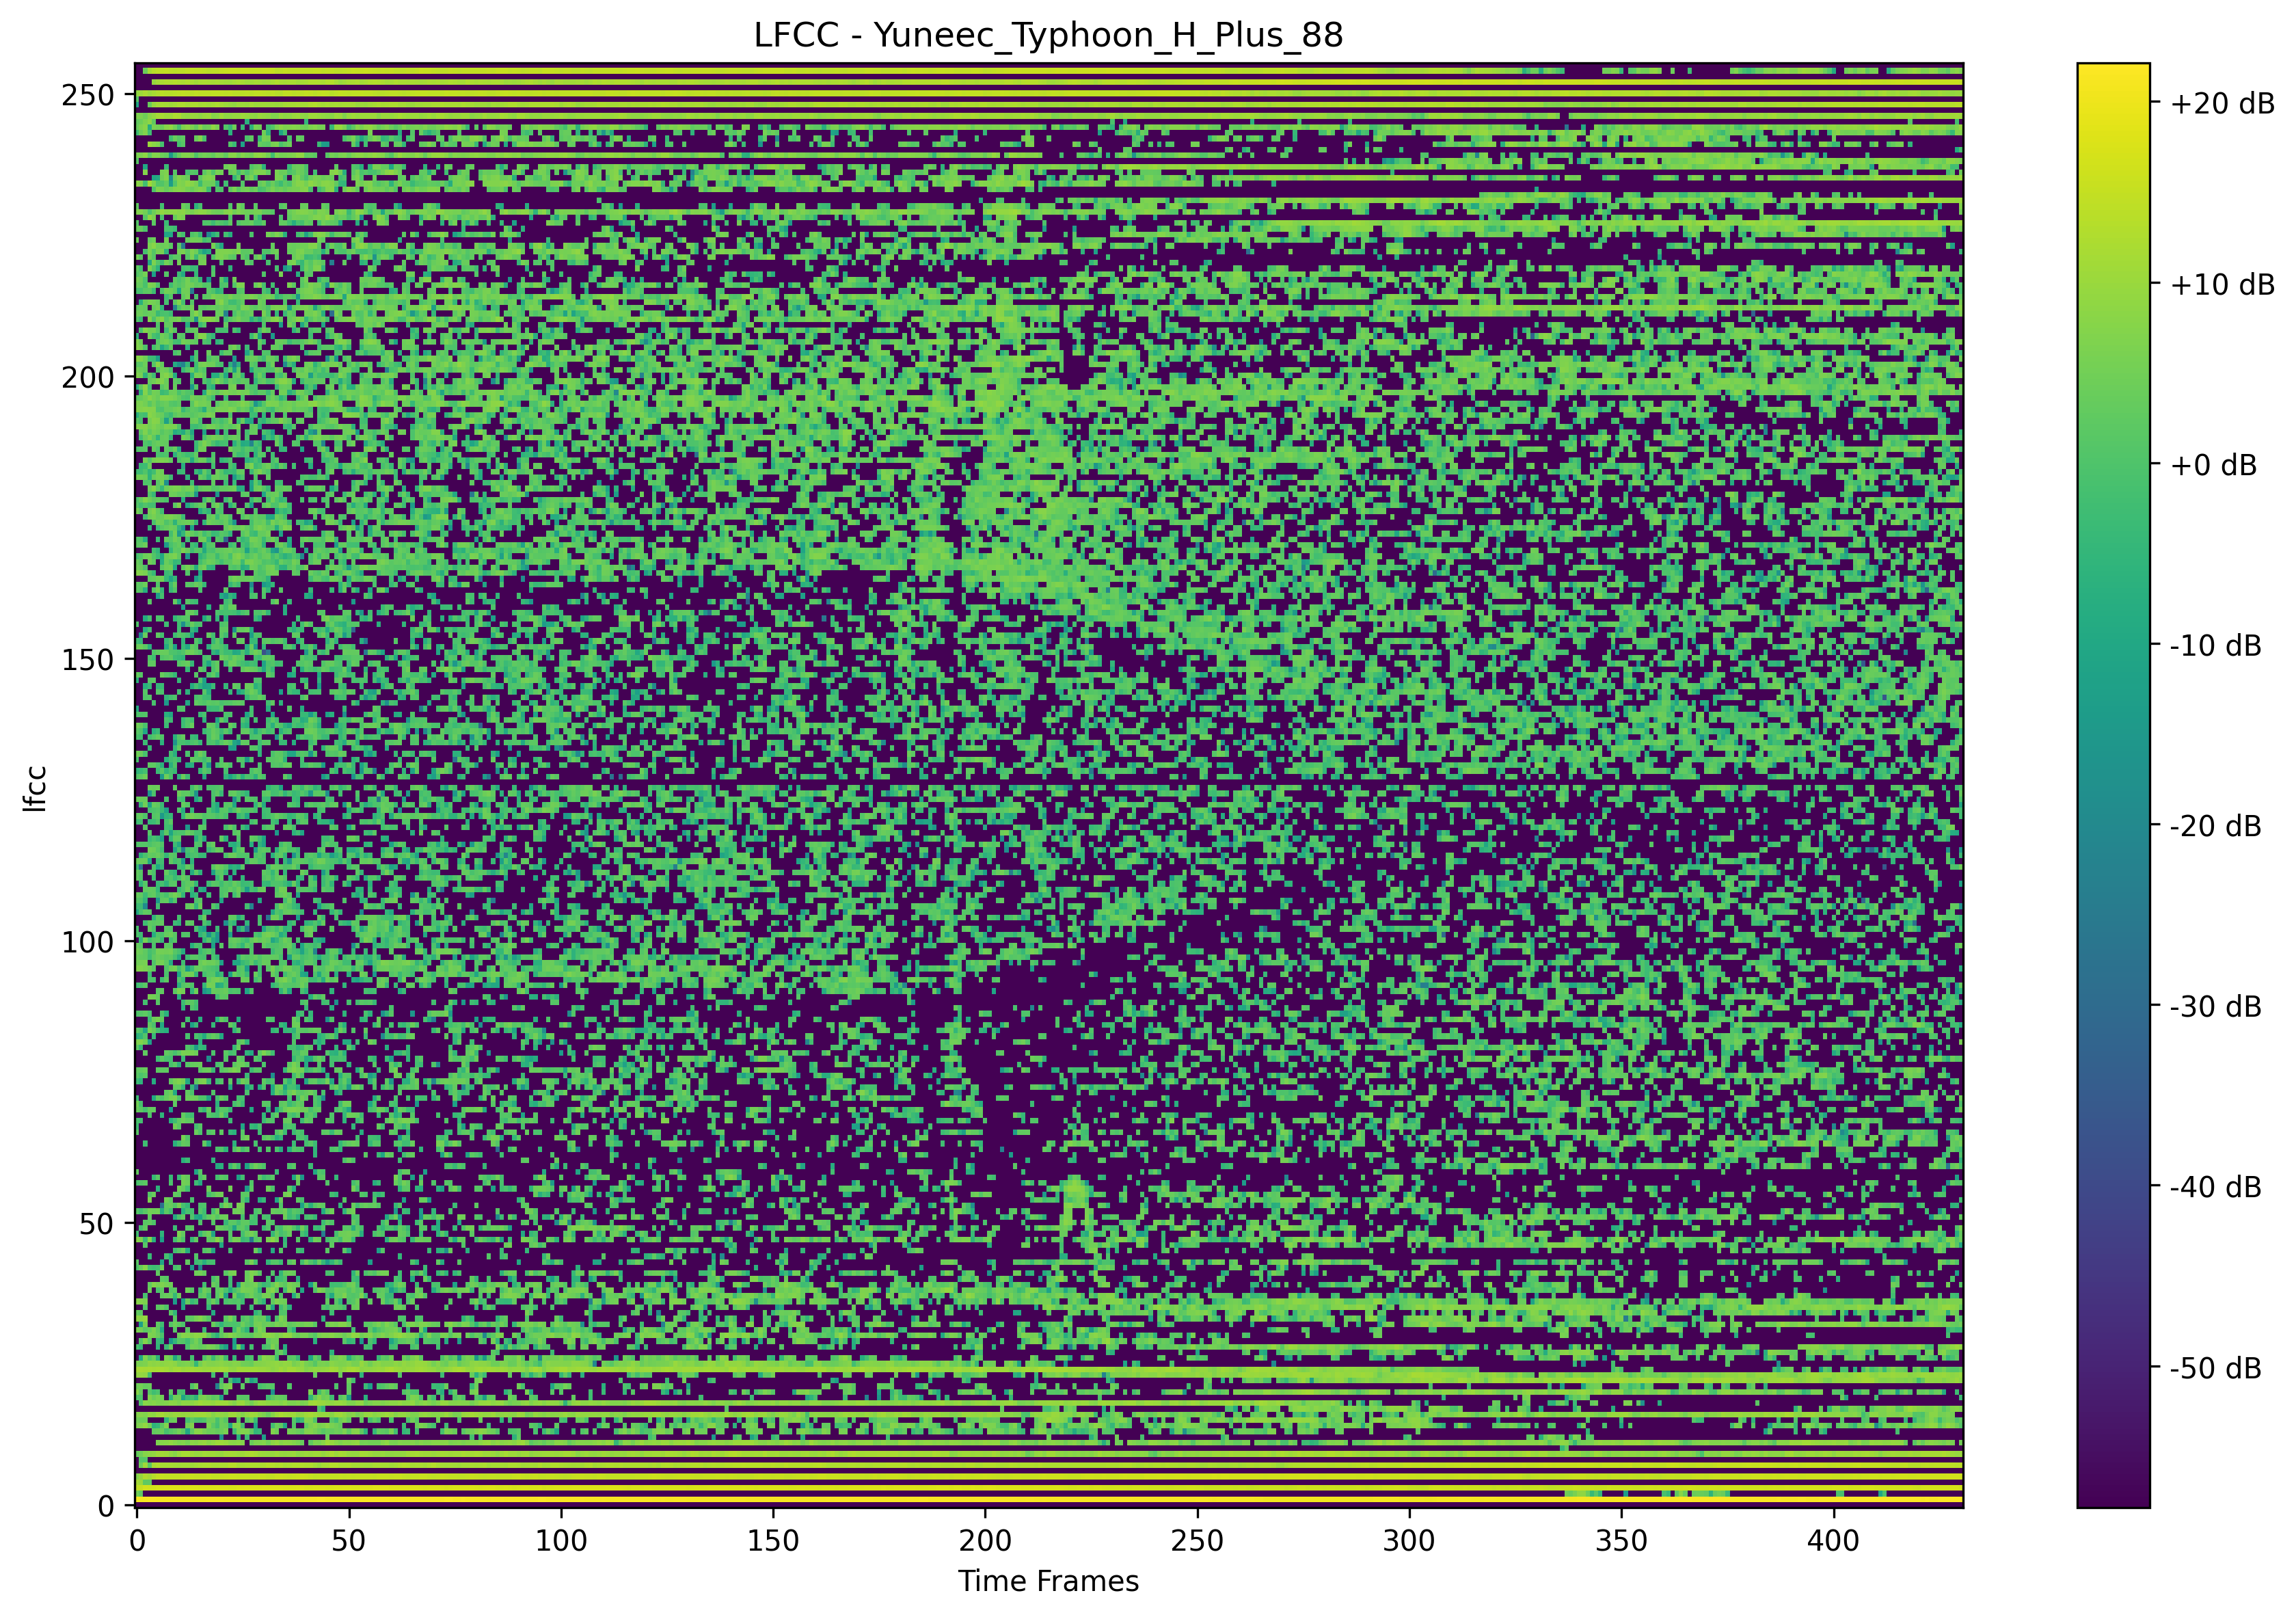 LFCC - Yuneec_Typhoon_H_Plus_88
250
200
150
100
50
0
lfcc
0 50 100 150 200 250 300 350 400
Time Frames
+20 dB
+10 dB
+0 dB
-10 dB
-20 dB
-30 dB
-40 dB
-50 dB